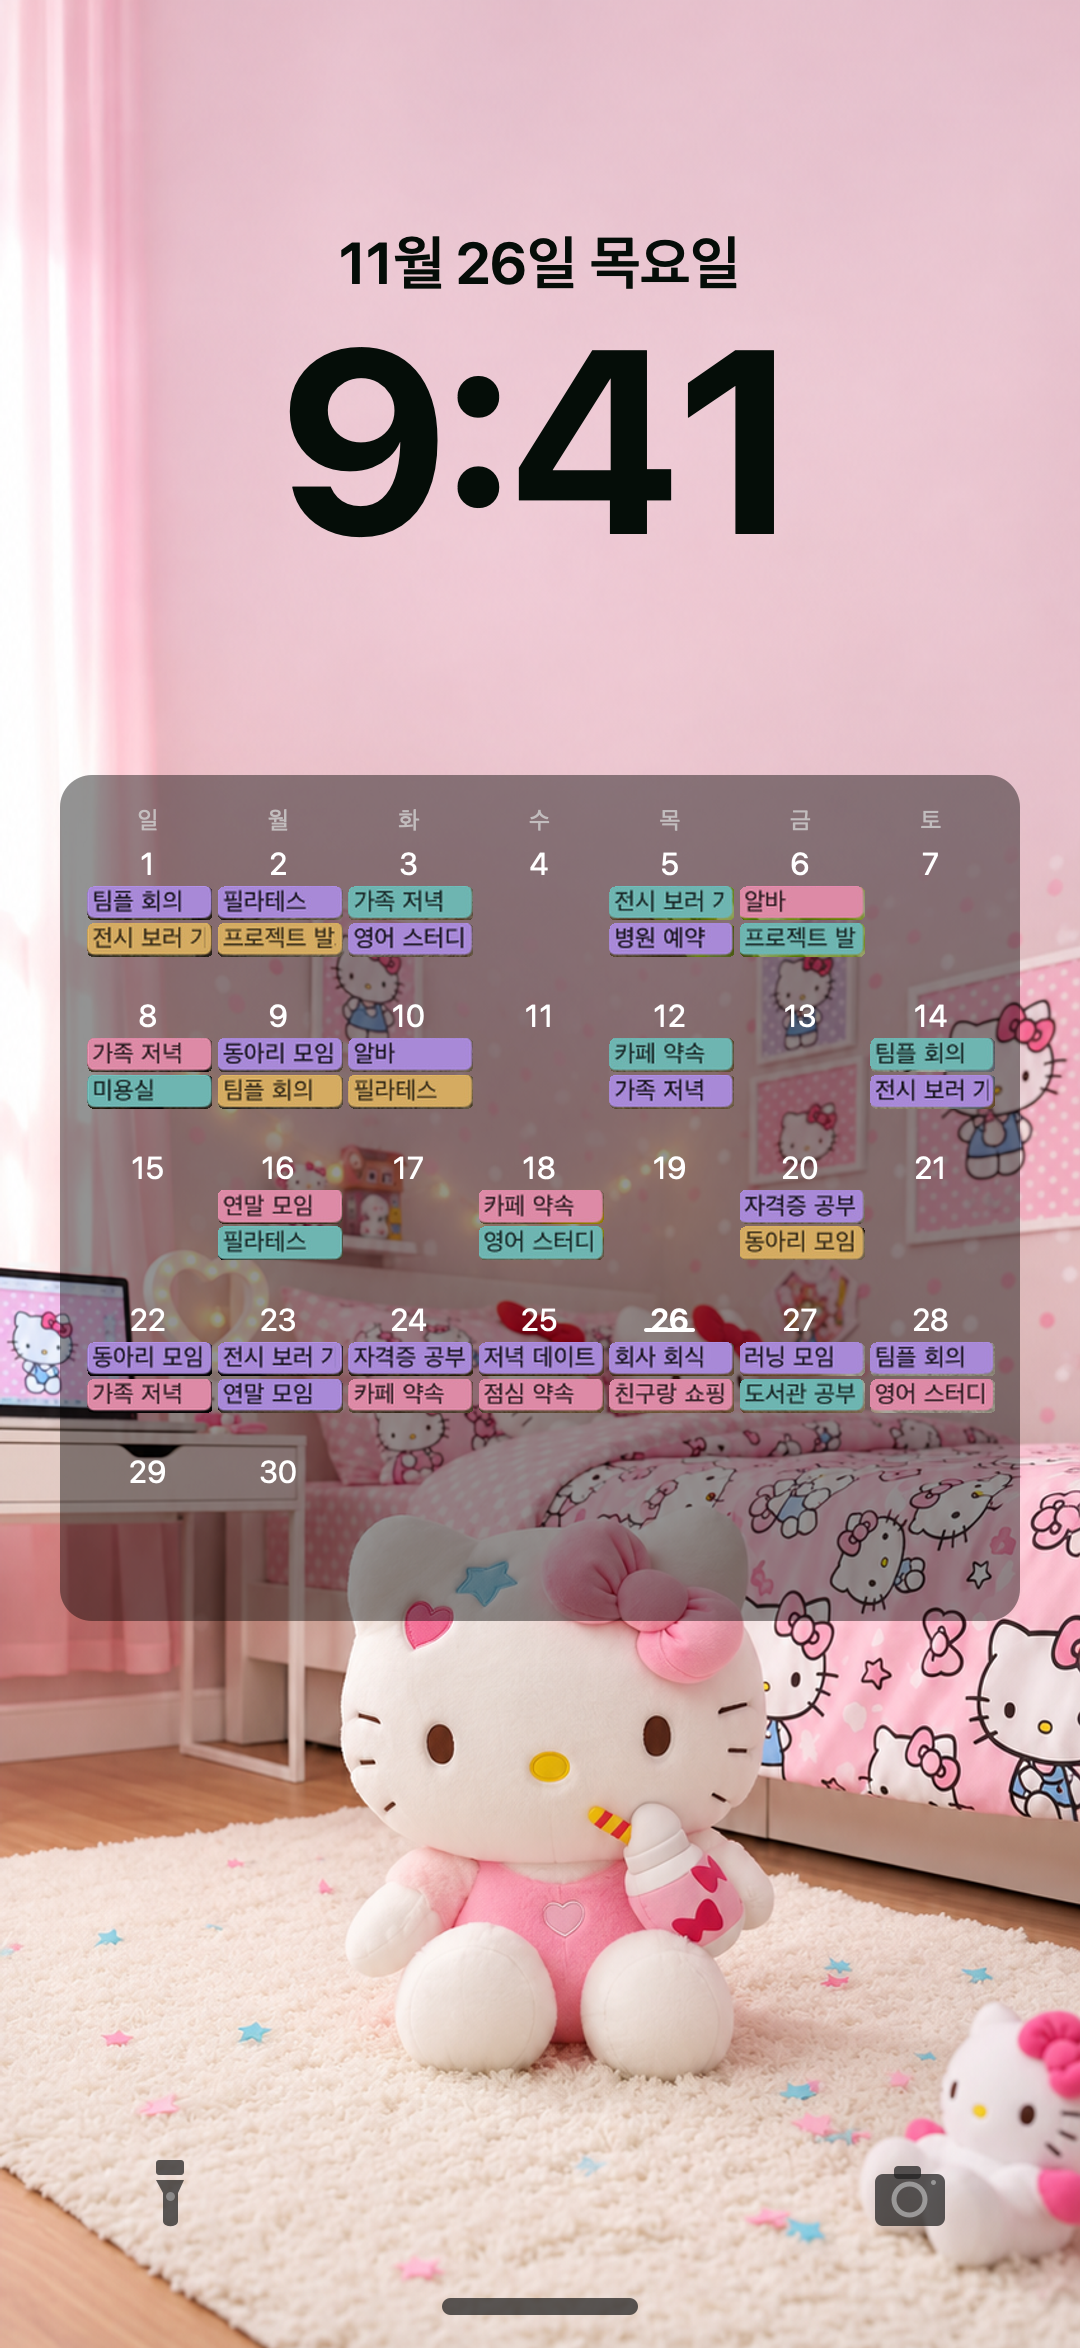 11월 26일 목요일
9:41
일 월 화 수 목 금 토
1 2 3 4 5 6 7
팀플 회의 필라테스 가족 저녁 전시 보러 알바
전시 보러 프로젝트 발 영어 스터디 병원 예약 프로젝트 발
8 9 10 11 12 13 14
가족 저녁 동아리 모임 알바 카페 약속 팀플 회의
미용실 팀플 회의 필라테스 가족 저녁 전시 보러
15 16 17 18 19 20 21
연말 모임 카페 약속 자격증 공부
필라테스 영어 스터디 동아리 모임
22 23 24 25 26 27 28
동아리 모임 전시 보러 자격증 공부 저녁 데이트 회사 회식 러닝 모임 팀플 회의
가족 저녁 연말 모임 카페 약속 점심 약속 친구랑 쇼핑 도서관 공부 영어 스터디
29 30